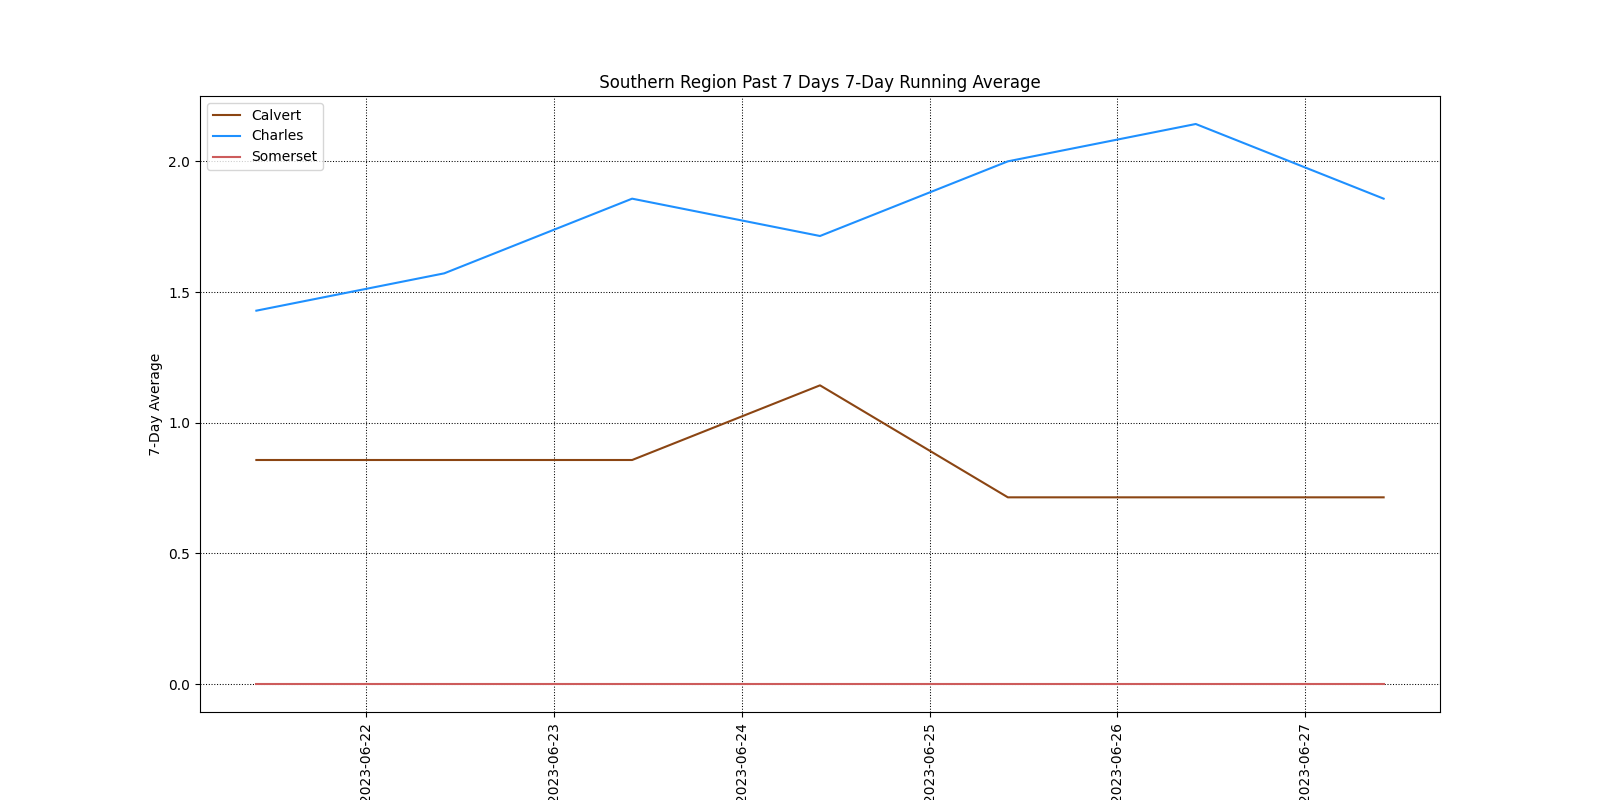 Southern Region Past 7 Days 7-Day Running Average
Calvert
Charles
Somerset
7-Day Average
2.0
1.5
1.0
0.5
0.0
2023-06-22
2023-06-23
2023-06-24
2023-06-25
2023-06-26
2023-06-27